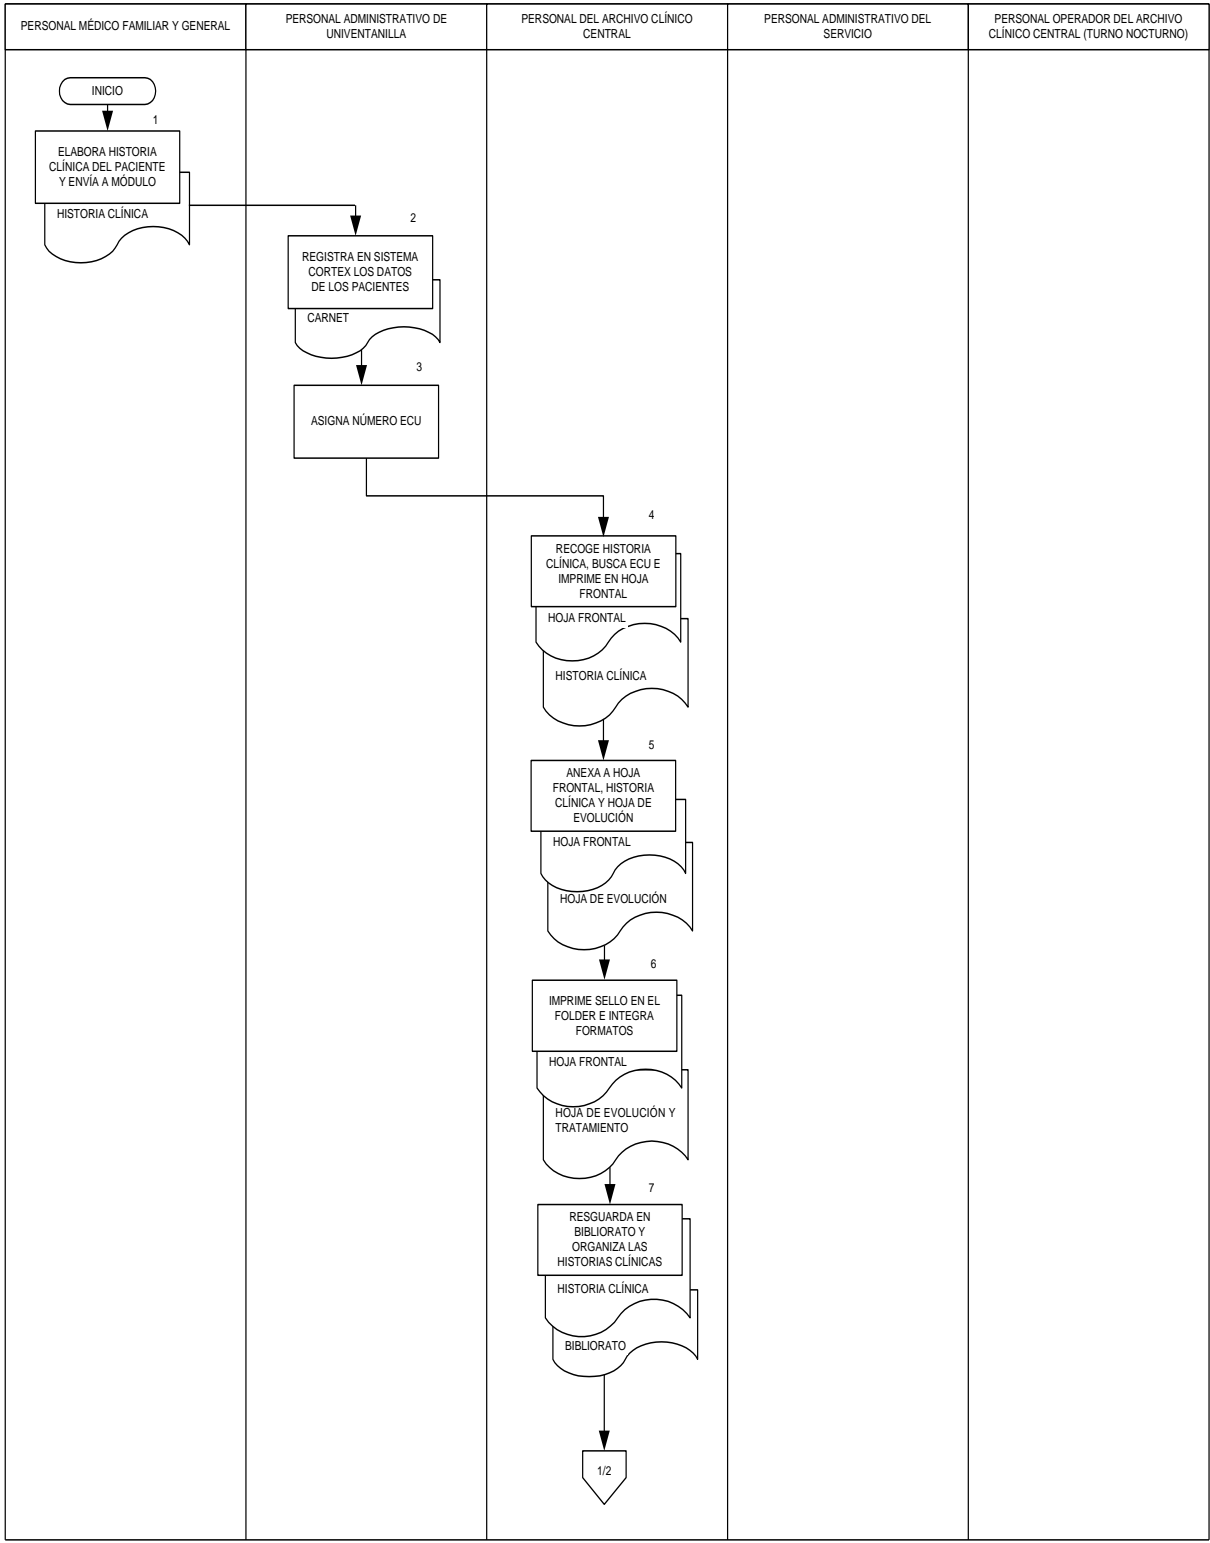 PERSONAL MÉDICO FAMILIAR Y GENERAL
PERSONAL ADMINISTRATIVO DE
UNIVENTANILLA
PERSONAL DEL ARCHIVO CLÍNICO
CENTRAL
PERSONAL ADMINISTRATIVO DEL
SERVICIO
PERSONAL OPERADOR DEL ARCHIVO
CLÍNICO CENTRAL (TURNO NOCTURNO)
INICIO
1
ELABORA HISTORIA
CLÍNICA DEL PACIENTE
Y ENVÍA A MÓDULO
HISTORIA CLÍNICA
2
REGISTRA EN SISTEMA
CORTEX LOS DATOS
DE LOS PACIENTES
CARNET
3
ASIGNA NÚMERO ECU
4
RECOGE HISTORIA
CLÍNICA, BUSCA ECU E
IMPRIME EN HOJA
FRONTAL
HOJA FRONTAL
HISTORIA CLÍNICA
5
ANEXA A HOJA
FRONTAL, HISTORIA
CLÍNICA Y HOJA DE
EVOLUCIÓN
HOJA FRONTAL
HOJA DE EVOLUCIÓN
6
IMPRIME SELLO EN EL
FOLDER E INTEGRA
FORMATOS
HOJA FRONTAL
HOJA DE EVOLUCIÓN Y
TRATAMIENTO
7
RESGUARDA EN
BIBLIORATO Y
ORGANIZA LAS
HISTORIAS CLÍNICAS
HISTORIA CLÍNICA
BIBLIORATO
1/2